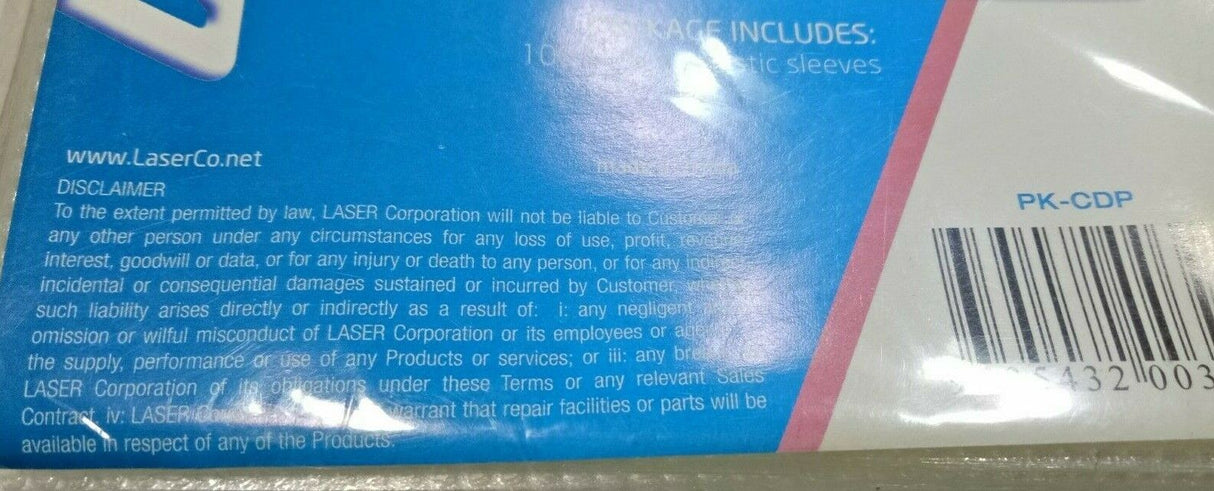 INCLUDES:
10 sleeves
www.LaserCo.net
DISCLAIMER
To the extent permitted by law, LASER Corporation will not be liable to
any other person under any circumstances for any loss of use, profit,
interest, goodwill or data, or for any injury or death to any person, or for any
incidental or consequential damages sustained or incurred by Customer,
such liability arises directly or indirectly as a result of: i: any negligent
omission or wilful misconduct of LASER Corporation or its employees or
the supply, performance or use of any Products or services; or iii: any
LASER Corporation of its obligations under these Terms or any relevant Sales
Contract iv: LASER warrant that repair facilities or parts will be
available in respect of any of the Products.
PK-CDP
5432 003